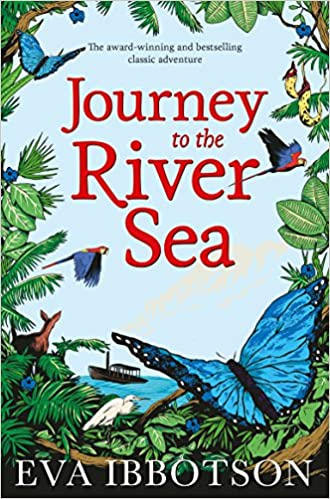 The award-winning and bestselling
classic adventure
Journey
to the
River
Sea
EVA IBBOTSON